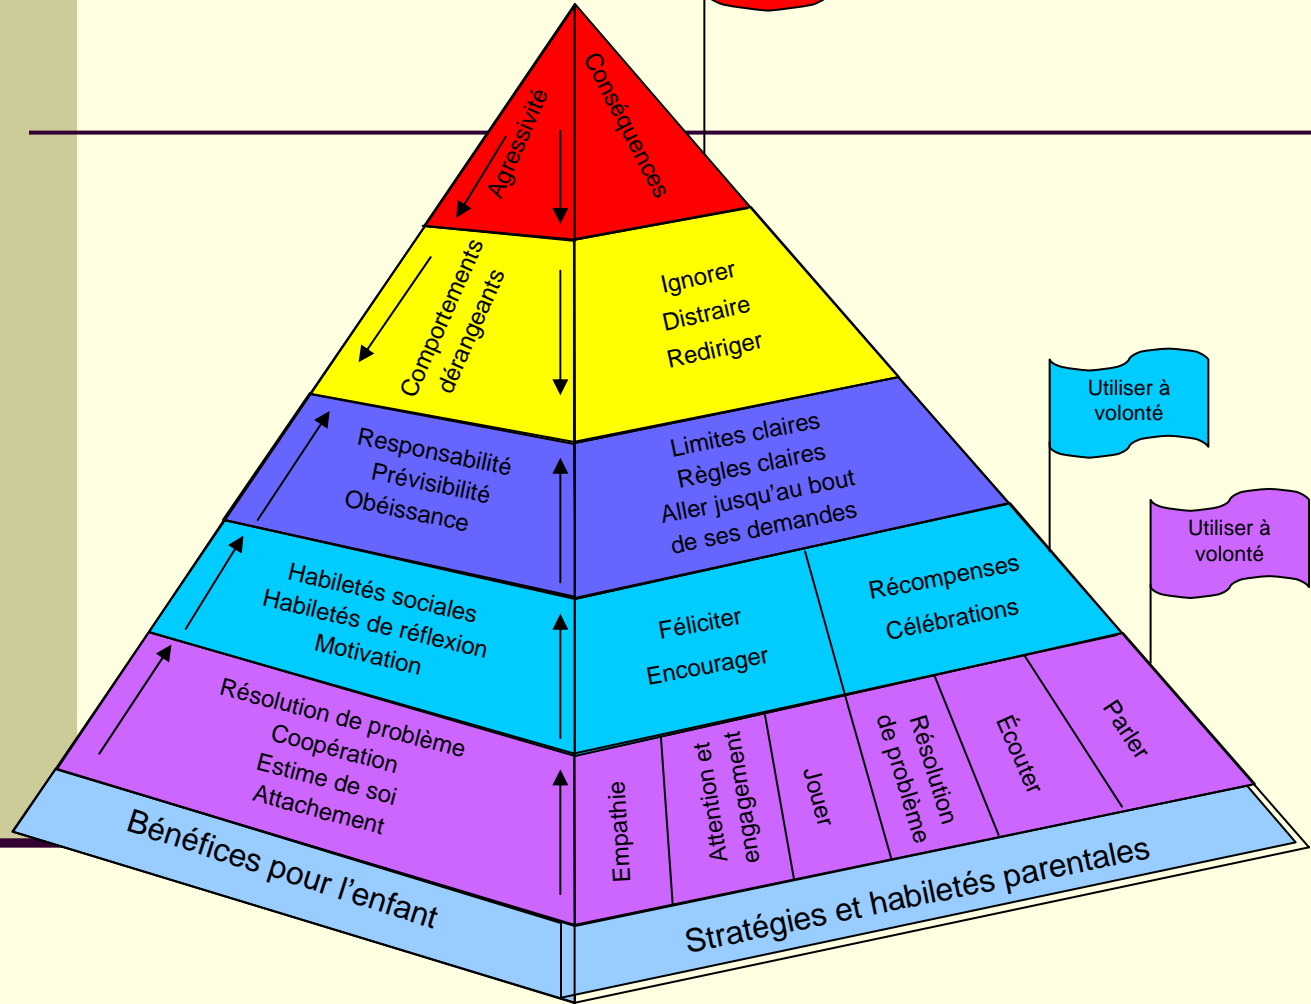 Agressivité
Conséquences
Comportements
dérangeants
Ignorer
Distraire
Rediriger
Responsabilité
Prévisibilité
Obéissance
Limites claires
Règles claires
Aller jusqu'au bout
de ses demandes
Utiliser à
volonté
Habiletés sociales
Habiletés de réflexion
Motivation
Féliciter
Encourager
Récompenses
Célébrations
Utiliser à
volonté
Résolution de problème
Coopération
Estime de soi
Attachement
Empathie
Attention et
engagement
Jouer
Résolution
de problème
Écouter
Parler
Bénéfices pour l'enfant
Stratégies et habiletés parentales